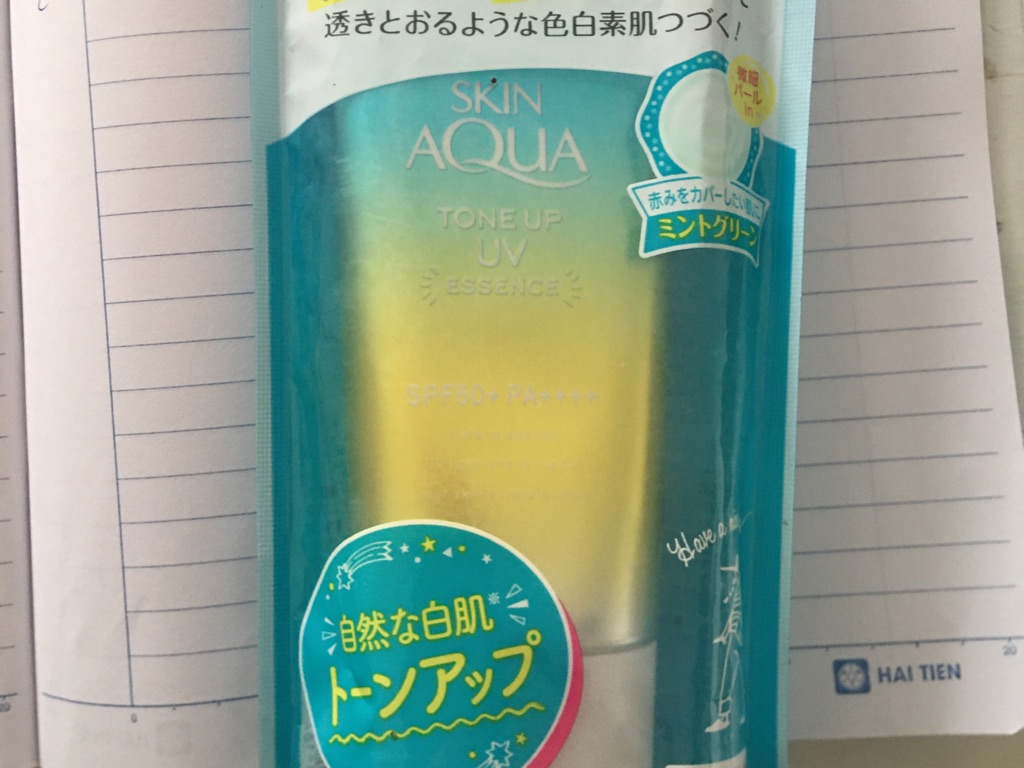 透きとおるような色白素肌つづく!
微細
パール
in
SKIN
AQUA
赤みをカバーしたい肌に
ミントグリーン
TONE UP
UV
ESSENCE
SPF50+ PA++++
Have a
自然な白肌※
トーンアップ
HAI TIEN
20
0